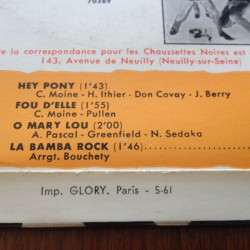 70269
re la correspondance pour les Chaussettes Noires est
143, Avenue de Neuilly (Neuilly-sur-Seine)
HEY PONY (1'43)
C. Moine - H. Ithier - Don Covay - J. Berry
FOU D'ELLE (1'55)
C. Moine - Pullen
O MARY LOU (2'00)
A. Pascal - Greenfield - N. Sedaka
LA BAMBA ROCK (1'46)....................
Arrgt. Bouchety
Imp. GLORY. Paris - 5-61